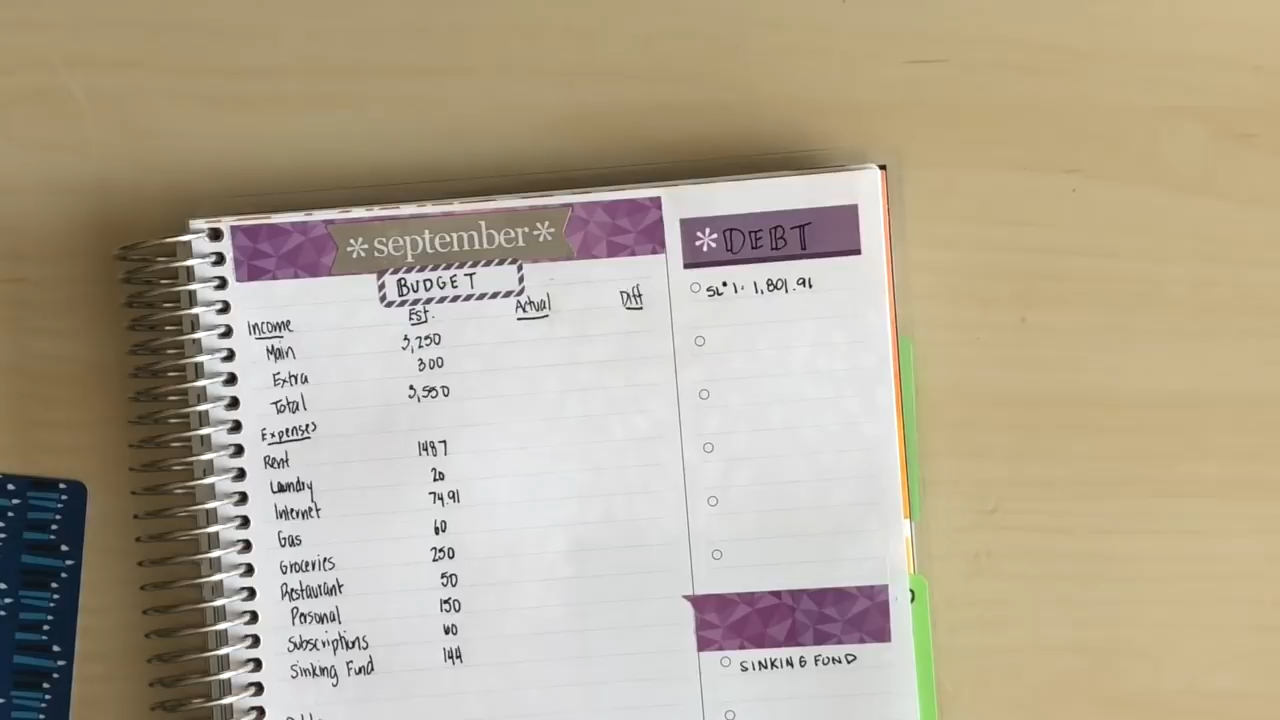 *september*
BUDGET
Est. Actual Diff
Income
Main 3,250
Extra 300
Total 3,550
Expenses
Rent 1487
Laundry 20
Internet 74.91
Gas 60
Groceries 250
Restaurant 50
Personal 150
Subscriptions 60
Sinking Fund 144
*DEBT
SL#1: 1,801.91
SINKING FUND